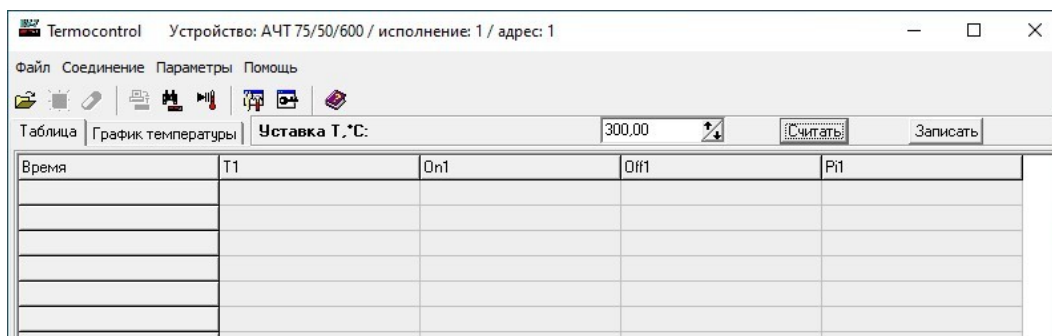 Termocontrol Устройство: АЧТ 75/50/600 / исполнение: 1 / адрес: 1
Файл Соединение Параметры Помощь
Таблица График температуры Уставка T,°C: 300,00 Считать Записать
Время T1 On1 Off1 Pi1